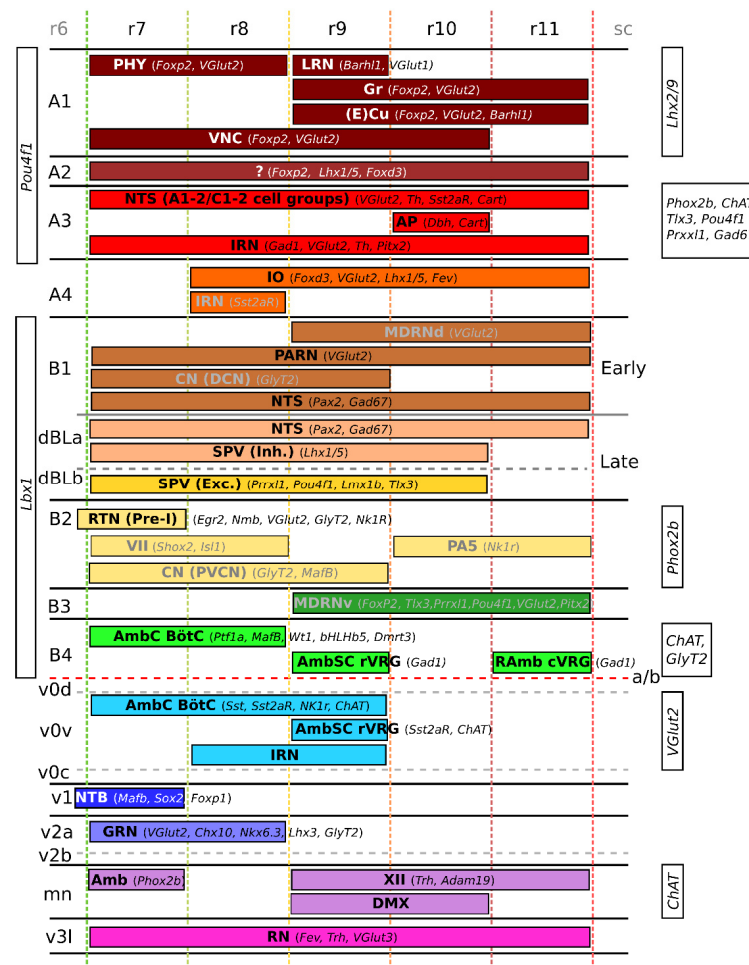 r6 r7 r8 r9 r10 r11 sc
Pou4f1
Lhx2/9
A1
PHY (Foxp2, VGlut2)
LRN (Barhl1, VGlut1)
Gr (Foxp2, VGlut2)
(E)Cu (Foxp2, VGlut2, Barhl1)
VNC (Foxp2, VGlut2)
A2
? (Foxp2, Lhx1/5, Foxd3)
A3
NTS (A1-2/C1-2 cell groups) (VGlut2, Th, Sst2aR, Cart)
AP (Dbh, Cart)
IRN (Gad1, VGlut2, Th, Pitx2)
Phox2b, ChAT
Tlx3, Pou4f1
Prxxl1, Gad6
A4
IO (Foxd3, VGlut2, Lhx1/5, Fev)
IRN (Sst2aR)
Lbx1
B1
MDRNd (VGlut2)
PARN (VGlut2)
CN (DCN) (GlyT2)
NTS (Pax2, Gad67)
Early
dBLa
NTS (Pax2, Gad67)
SPV (Inh.) (Lhx1/5)
Late
dBLb
SPV (Exc.) (Prrxl1, Pou4f1, Lmx1b, Tlx3)
B2
RTN (Pre-I) (Egr2, Nmb, VGlut2, GlyT2, Nk1R)
VII (Shox2, Isl1)
PA5 (Nk1r)
CN (PVCN) (GlyT2, MafB)
Phox2b
B3
MDRNv (FoxP2, Tlx3,Prrxl1,Pou4f1,VGlut2,Pitx2
B4
AmbC BötC (Ptf1a, MafB, Wt1, bHLHb5, Dmrt3)
AmbSC rVRG (Gad1)
RAmb cVRG (Gad1)
ChAT,
GlyT2
a/b
v0d
AmbC BötC (Sst, Sst2aR, NK1r, ChAT)
v0v
AmbSC rVRG (Sst2aR, ChAT)
IRN
v0c
VGlut2
v1
NTB (Mafb, Sox2, Foxp1)
v2a
GRN (VGlut2, Chx10, Nkx6.3, Lhx3, GlyT2)
v2b
mn
Amb (Phox2b)
XII (Trh, Adam19)
DMX
ChAT
v3l
RN (Fev, Trh, VGlut3)